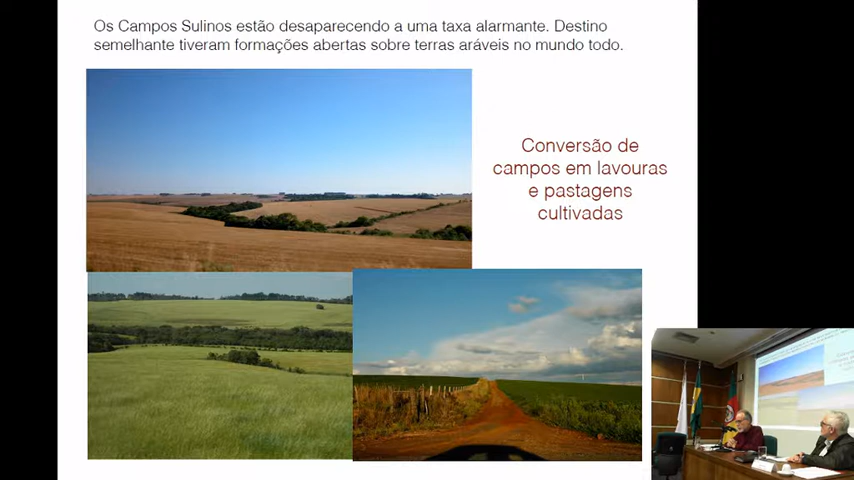 Os Campos Sulinos estão desaparecendo a uma taxa alarmante. Destino
semelhante tiveram formações abertas sobre terras aráveis no mundo todo.
Conversão de
campos em lavouras
e pastagens
cultivadas